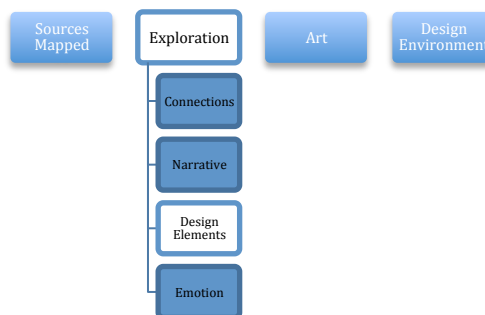 Sources
Mapped
Exploration
Art
Design
Environment
Connections
Narrative
Design
Elements
Emotion